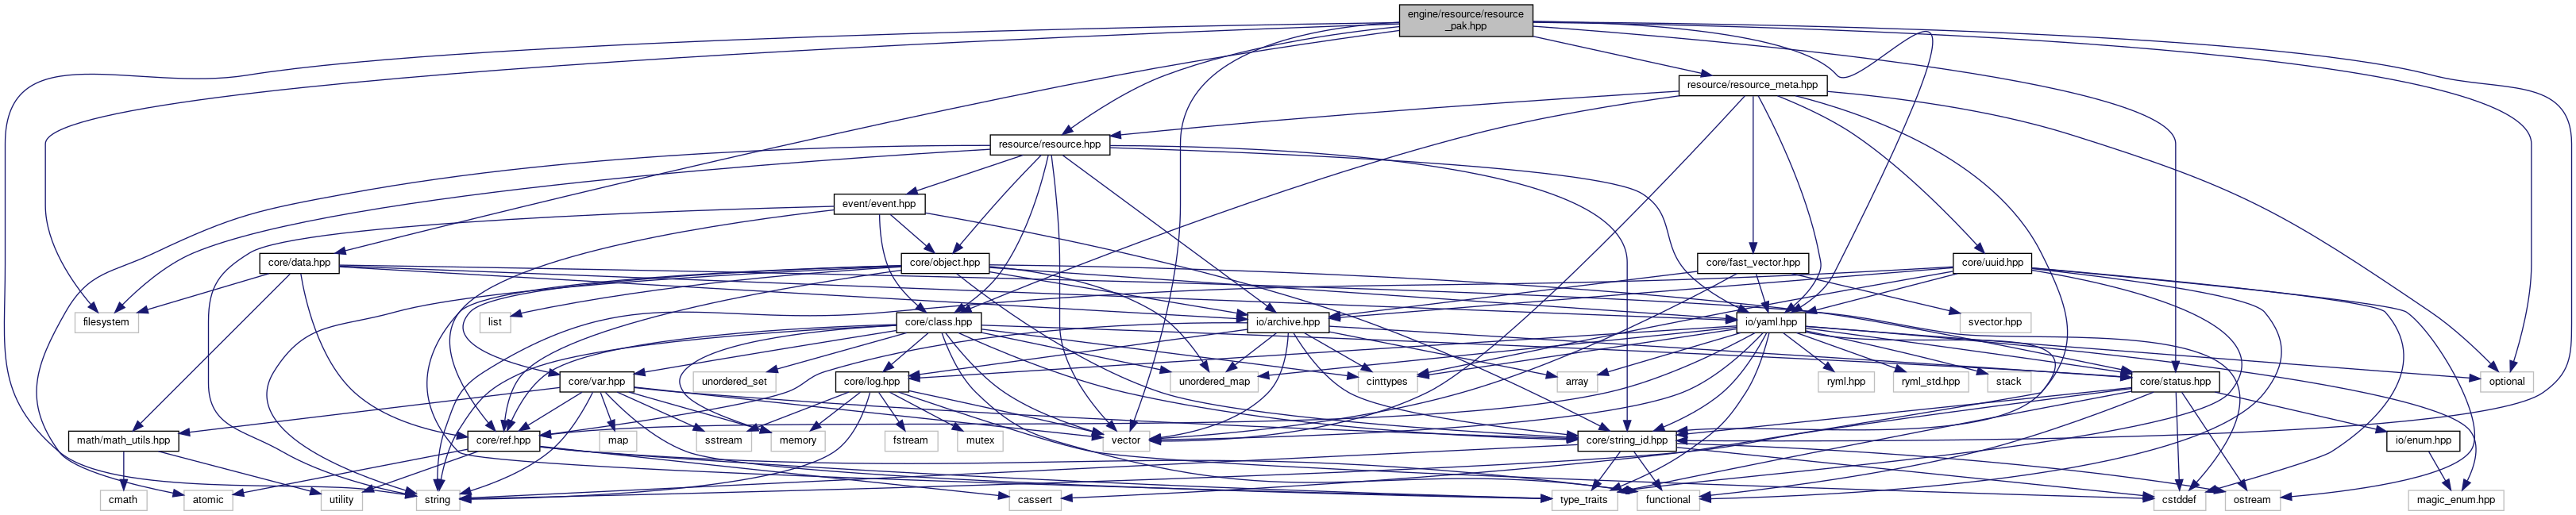 engine/resource/resource
_pak.hpp
resource/resource_meta.hpp
resource/resource.hpp
event/event.hpp
core/data.hpp
core/object.hpp
core/fast_vector.hpp
core/uuid.hpp
filesystem
list
core/class.hpp
io/archive.hpp
io/yaml.hpp
svector.hpp
core/var.hpp
unordered_set
core/log.hpp
unordered_map
cinttypes
array
ryml.hpp
ryml_std.hpp
stack
core/status.hpp
optional
math/math_utils.hpp
core/ref.hpp
map
sstream
memory
fstream
mutex
vector
core/string_id.hpp
io/enum.hpp
cmath
atomic
utility
string
cassert
type_traits
functional
cstddef
ostream
magic_enum.hpp